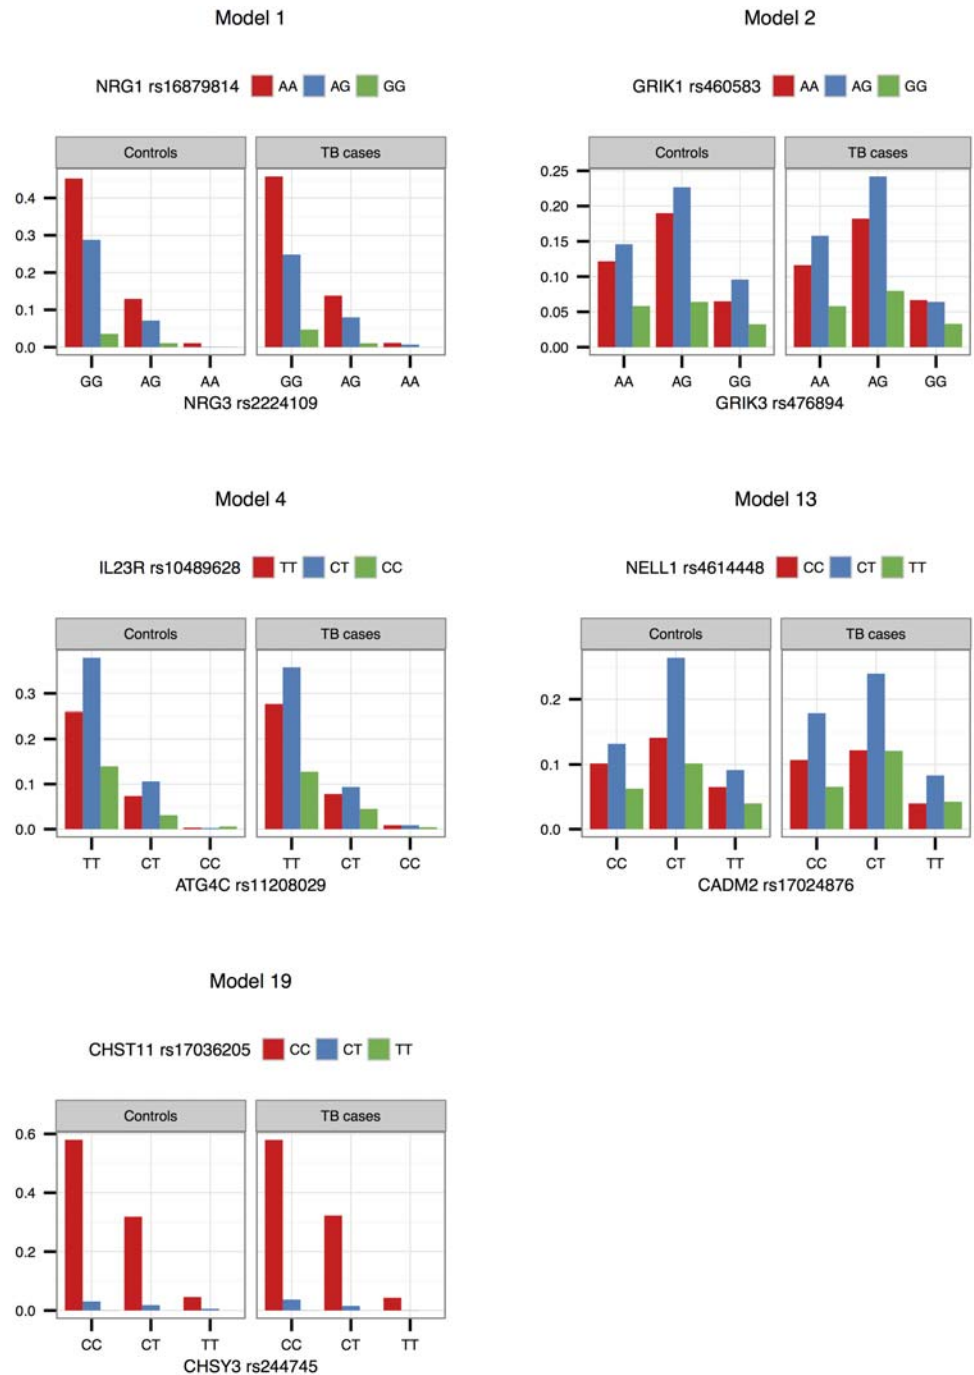 Model 1
NRG1 rs16879814 AA AG GG
Controls TB cases
0.4
0.3
0.2
0.1
0.0
GG AG AA GG AG AA
NRG3 rs2224109
Model 2
GRIK1 rs460583 AA AG GG
Controls TB cases
0.25
0.20
0.15
0.10
0.05
0.00
AA AG GG AA AG GG
GRIK3 rs476894
Model 4
IL23R rs10489628 TT CT CC
Controls TB cases
0.3
0.2
0.1
0.0
TT CT CC TT CT CC
ATG4C rs11208029
Model 13
NELL1 rs4614448 CC CT TT
Controls TB cases
0.2
0.1
0.0
CC CT TT CC CT TT
CADM2 rs17024876
Model 19
CHST11 rs17036205 CC CT TT
Controls TB cases
0.6
0.4
0.2
0.0
CC CT TT CC CT TT
CHSY3 rs244745